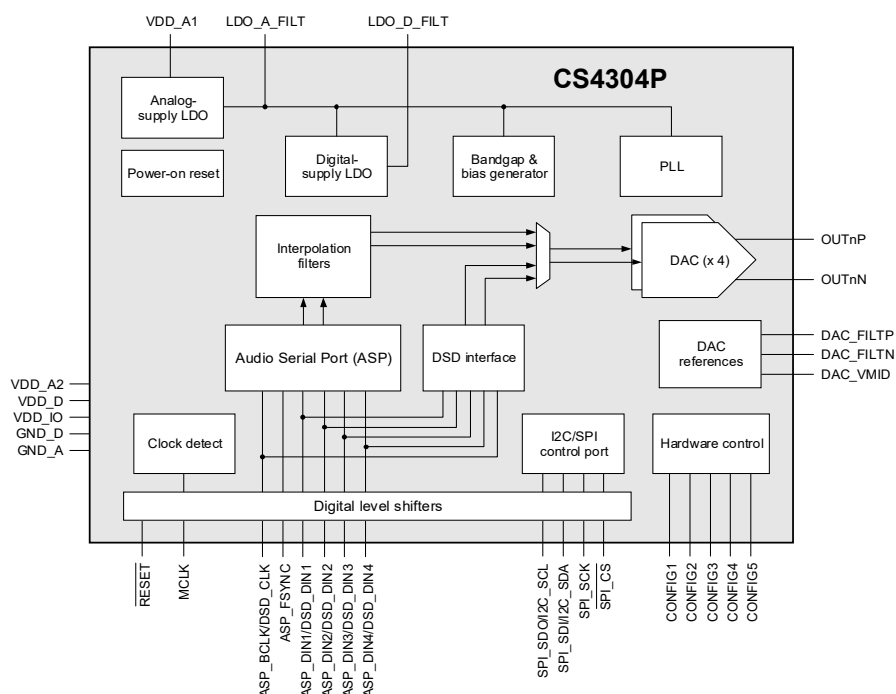 VDD_A1
LDO_A_FILT
LDO_D_FILT
CS4304P
Analog-
supply LDO
Power-on reset
Digital-
supply LDO
Bandgap &
bias generator
PLL
Interpolation
filters
DAC (x 4)
OUTnP
OUTnN
Audio Serial Port (ASP)
DSD interface
DAC
references
DAC_FILTP
DAC_FILTN
DAC_VMID
VDD_A2
VDD_D
VDD_IO
GND_D
GND_A
Clock detect
I2C/SPI
control port
Hardware control
Digital level shifters
RESET
MCLK
ASP_BCLK/DSD_CLK
ASP_FSYNC
ASP_DIN1/DSD_DIN1
ASP_DIN2/DSD_DIN2
ASP_DIN3/DSD_DIN3
ASP_DIN4/DSD_DIN4
SPI_SDO/I2C_SCL
SPI_SDI/I2C_SDA
SPI_SCK
SPI_CS
CONFIG1
CONFIG2
CONFIG3
CONFIG4
CONFIG5